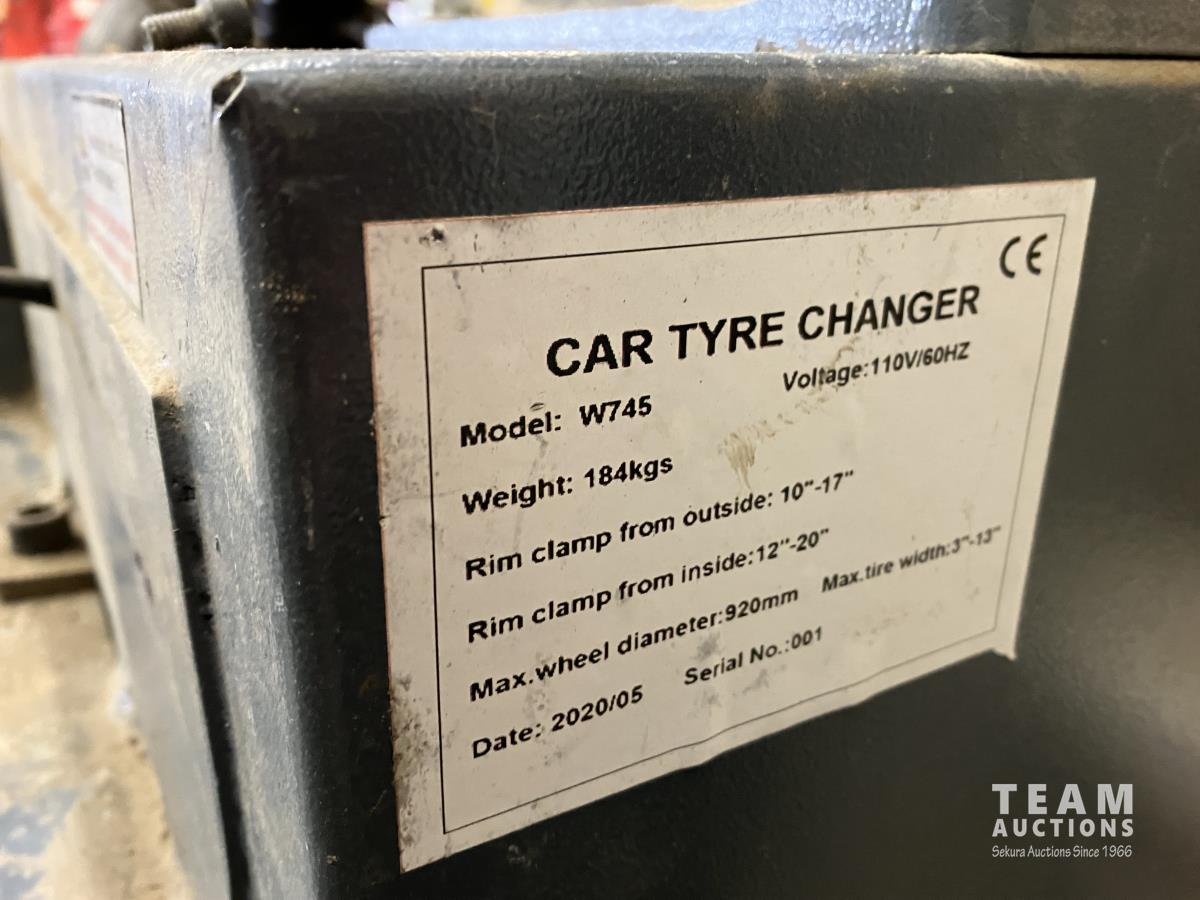 CE
CAR TYRE CHANGER
Model: W745 Voltage:110V/60HZ
Weight: 184kgs
Rim clamp from outside: 10"-17"
Rim clamp from inside:12"-20"
Max.wheel diameter:920mm Max.tire width:3"-13"
Date: 2020/05 Serial No.:001
TEAM
AUCTIONS
Sekura Auctions Since 1966